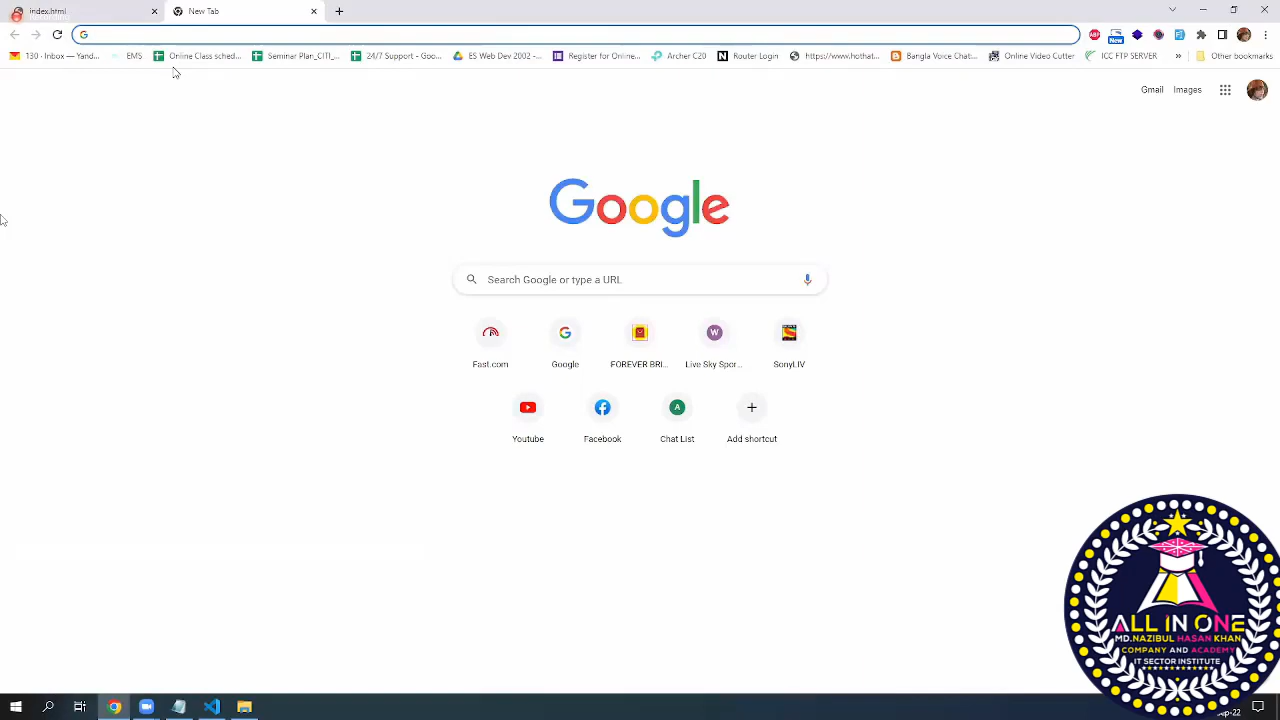 index.html
Recording
New Tab
130 · Inbox — Yand...
EMS
Online Class sched...
Seminar Plan_CITI_...
24/7 Support - Goo...
ES Web Dev 2002 -...
Register for Online...
Archer C20
Router Login
https://www.hothat...
Bangla Voice Chat...
Online Video Cutter
ICC FTP SERVER
»
Other bookmarks
ABP
New
Gmail
Images
Google
Search Google or type a URL
Fast.com
Google
FOREVER BRI...
W
Live Sky Spor...
SonyLIV
Youtube
Facebook
A
Chat List
Add shortcut
ALL IN ONE
MD.NAZIBUL HASAN KHAN
COMPANY AND ACADEMY
IT SECTOR INSTITUTE